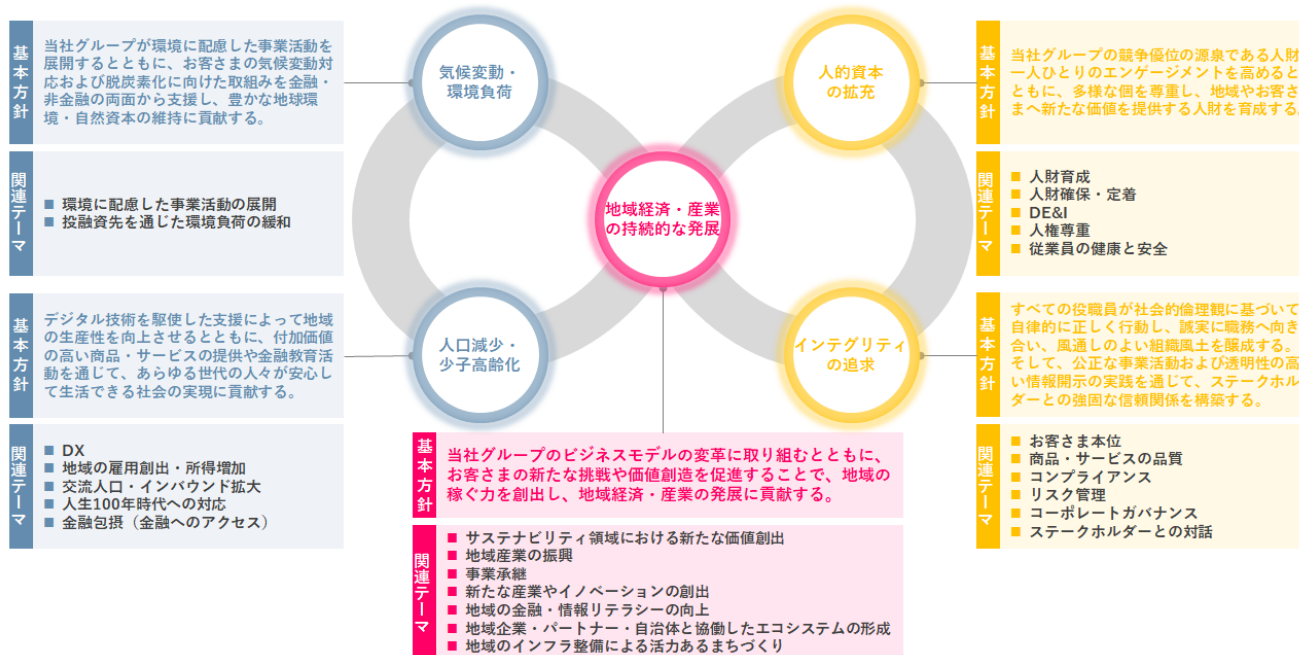 基本方針
当社グループが環境に配慮した事業活動を
展開するとともに、お客さまの気候変動対
応および脱炭素化に向けた取組みを金融・
非金融の両面から支援し、豊かな地球環
境・自然資本の維持に貢献する。
関連テーマ
■ 環境に配慮した事業活動の展開
■ 投融資先を通じた環境負荷の緩和
気候変動・
環境負荷
人的資本
の拡充
基本方針
当社グループの競争優位の源泉である人財
一人ひとりのエンゲージメントを高めると
ともに、多様な個を尊重し、地域やお客さ
まへ新たな価値を提供する人財を育成する。
関連テーマ
■ 人財育成
■ 人財確保・定着
■ DE&I
■ 人権尊重
■ 従業員の健康と安全
地域経済・産業
の持続的な発展
基本方針
デジタル技術を駆使した支援によって地域
の生産性を向上させるとともに、付加価値
の高い商品・サービスの提供や金融教育活
動を通じて、あらゆる世代の人々が安心し
て生活できる社会の実現に貢献する。
関連テーマ
■ DX
■ 地域の雇用創出・所得増加
■ 交流人口・インバウンド拡大
■ 人生100年時代への対応
■ 金融包摂（金融へのアクセス）
人口減少・
少子高齢化
インテグリティ
の追求
基本方針
すべての役職員が社会的倫理観に基づいて
自律的に正しく行動し、誠実に職務へ向き
合い、風通しのよい組織風土を醸成する。
そして、公正な事業活動および透明性の高
い情報開示の実践を通じて、ステークホル
ダーとの強固な信頼関係を構築する。
関連テーマ
■ お客さま本位
■ 商品・サービスの品質
■ コンプライアンス
■ リスク管理
■ コーポレートガバナンス
■ ステークホルダーとの対話
基本方針
当社グループのビジネスモデルの変革に取り組むとともに、
お客さまの新たな挑戦や価値創造を促進することで、地域の
稼ぐ力を創出し、地域経済・産業の発展に貢献する。
関連テーマ
■ サステナビリティ領域における新たな価値創出
■ 地域産業の振興
■ 事業承継
■ 新たな産業やイノベーションの創出
■ 地域の金融・情報リテラシーの向上
■ 地域企業・パートナー・自治体と協働したエコシステムの形成
■ 地域のインフラ整備による活力あるまちづくり